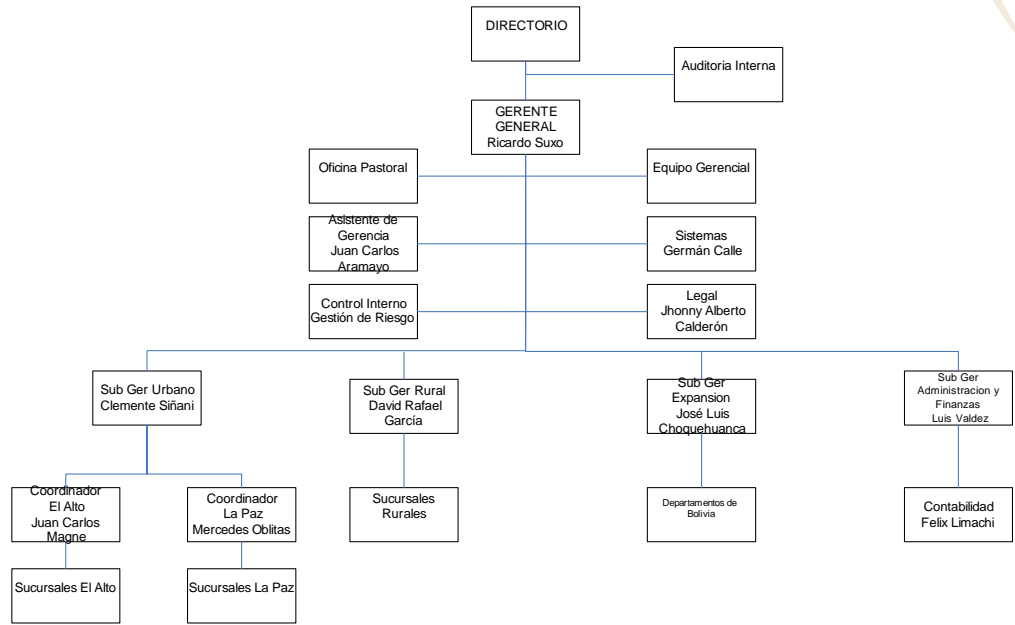 DIRECTORIO
Auditoria Interna
GERENTE
GENERAL
Ricardo Suxo
Oficina Pastoral
Equipo Gerencial
Asistente de
Gerencia
Juan Carlos
Aramayo
Sistemas
Germán Calle
Control Interno
Gestión de Riesgo
Legal
Jhonny Alberto
Calderón
Sub Ger Urbano
Clemente Siñani
Sub Ger Rural
David Rafael
García
Sub Ger
Expansion
José Luis
Choquehuanca
Sub Ger
Administracion y
Finanzas
Luis Valdez
Coordinador
El Alto
Juan Carlos
Magne
Coordinador
La Paz
Mercedes Oblitas
Sucursales
Rurales
Departamentos de
Bolivia
Contabilidad
Felix Limachi
Sucursales El Alto
Sucursales La Paz